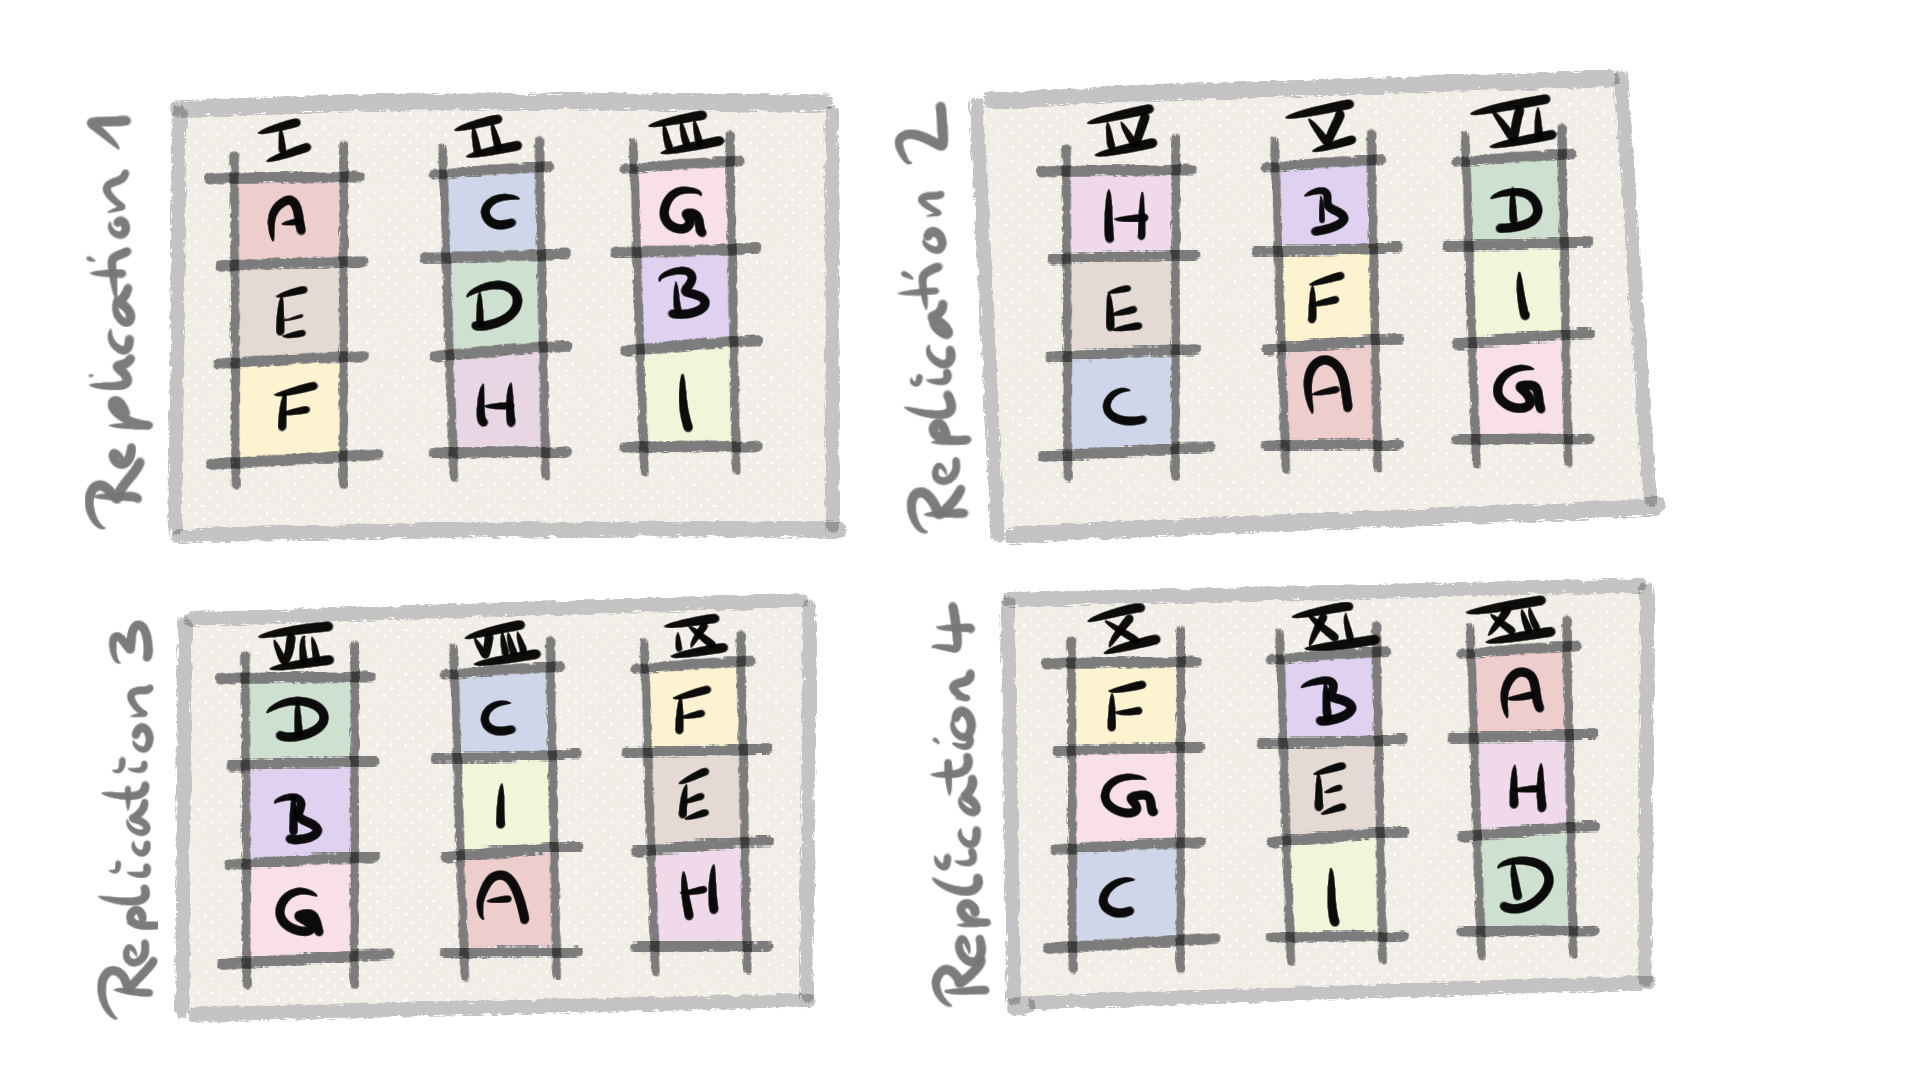 Replication 1
I II III
A C G
E D B
F H I
Replication 2
IV V VI
H B D
E F I
C A G
Replication 3
VII VIII IX
D C F
B I E
G A H
Replication 4
X XI XII
F B A
G E H
C I D